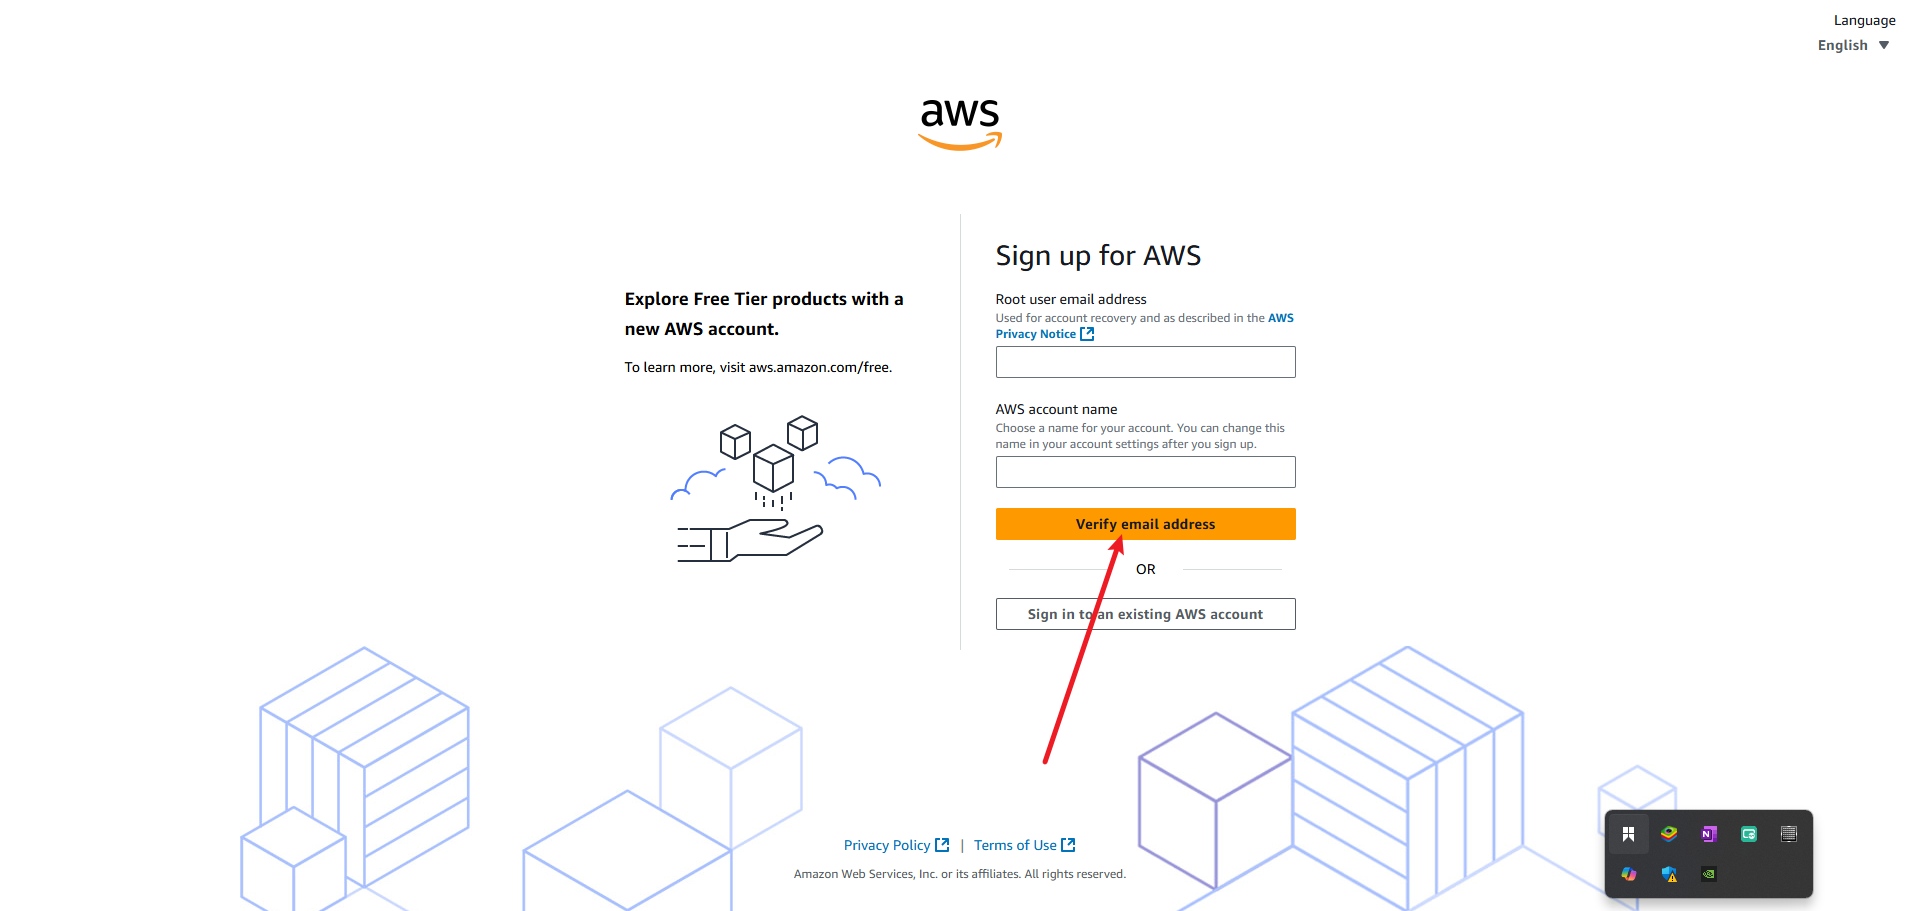 Language
English
aws
Explore Free Tier products with a
new AWS account.
To learn more, visit aws.amazon.com/free.
Sign up for AWS
Root user email address
Used for account recovery and as described in the AWS
Privacy Notice
AWS account name
Choose a name for your account. You can change this
name in your account settings after you sign up.
Verify email address
OR
Sign in to an existing AWS account
Privacy Policy | Terms of Use
Amazon Web Services, Inc. or its affiliates. All rights reserved.
N